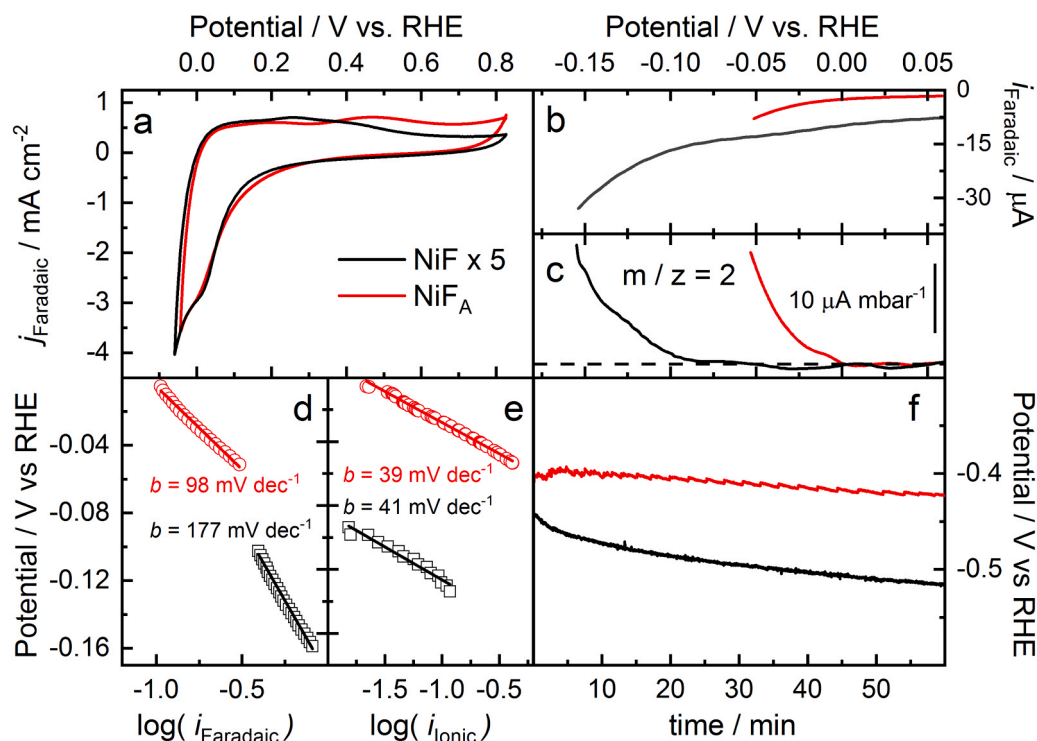 Potential / V vs. RHE
Potential / V vs. RHE
0.0 0.2 0.4 0.6 0.8
-0.15 -0.10 -0.05 0.00 0.05
a
b
1
0
-1
-2
-3
-4
j Faradaic / mA cm-2
NiF x 5
NiFA
0
-15
-30
i Faradaic / μA
c
m / z = 2
10 μA mbar-1
d
e
f
-0.04
-0.08
-0.12
-0.16
Potential / V vs RHE
b = 98 mV dec-1
b = 177 mV dec-1
b = 39 mV dec-1
b = 41 mV dec-1
-0.4
-0.5
Potential / V vs RHE
-1.0 -0.5
-1.5 -1.0 -0.5
10 20 30 40 50
log( i Faradaic )
log( i Ionic )
time / min